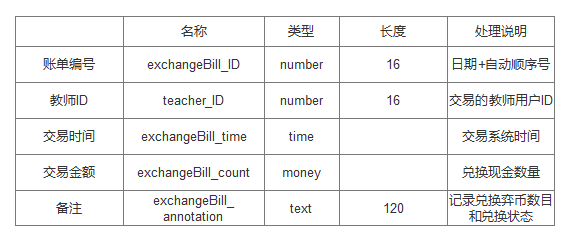 名称 类型 长度 处理说明
账单编号 exchangeBill_ID number 16 日期+自动顺序号
教师ID teacher_ID number 16 交易的教师用户ID
交易时间 exchangeBill_time time 交易系统时间
交易金额 exchangeBill_count money 兑换现金数量
备注 exchangeBill_ annotation text 120 记录兑换弃币数目和兑换状态